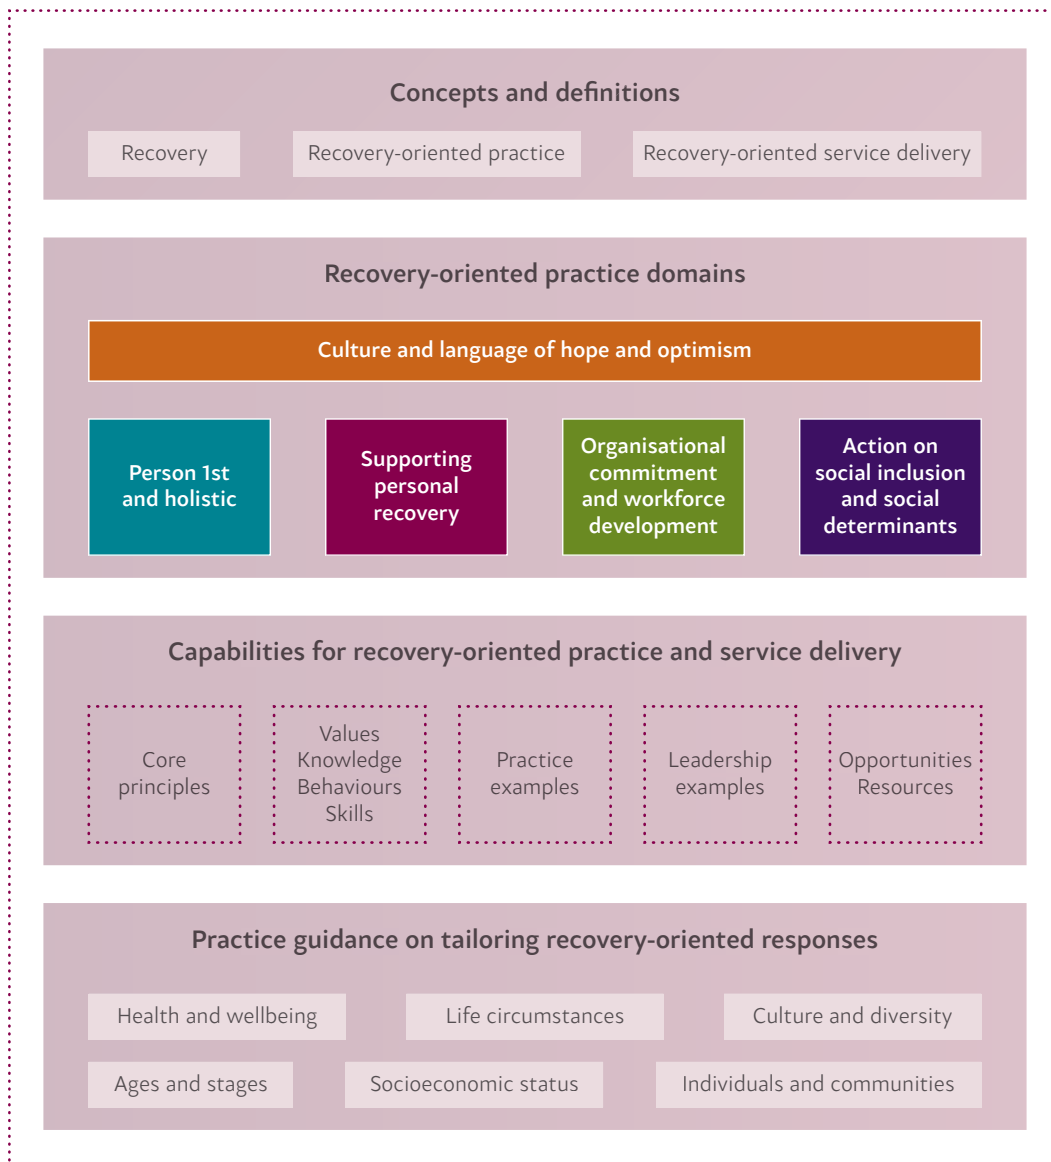 Concepts and definitions
Recovery
Recovery-oriented practice
Recovery-oriented service delivery
Recovery-oriented practice domains
Culture and language of hope and optimism
Person 1st
and holistic
Supporting
personal
recovery
Organisational
commitment
and workforce
development
Action on
social inclusion
and social
determinants
Capabilities for recovery-oriented practice and service delivery
Core
principles
Values
Knowledge
Behaviours
Skills
Practice
examples
Leadership
examples
Opportunities
Resources
Practice guidance on tailoring recovery-oriented responses
Health and wellbeing
Life circumstances
Culture and diversity
Ages and stages
Socioeconomic status
Individuals and communities